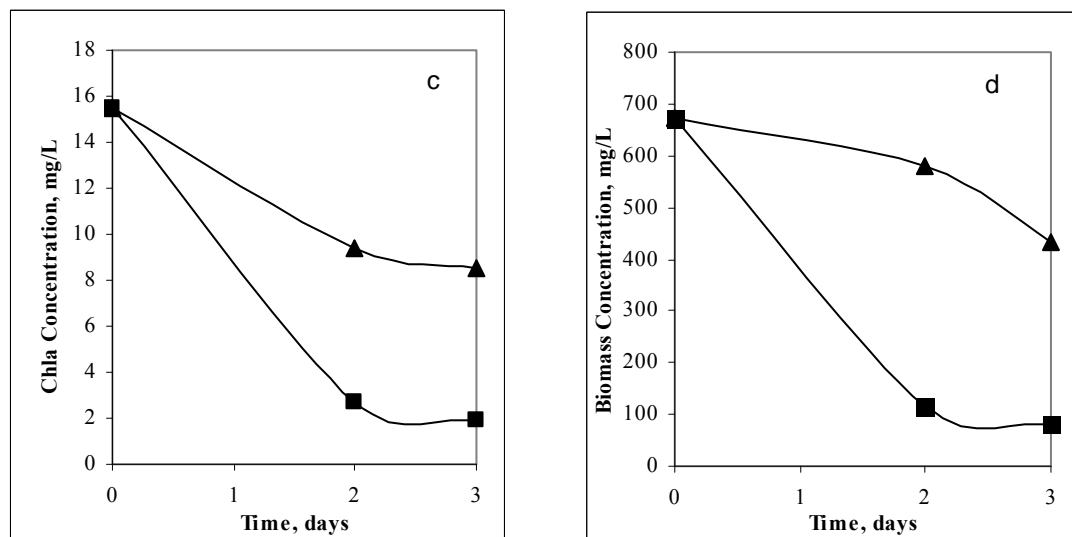 c
Chla Concentration, mg/L
18
16
14
12
10
8
6
4
2
0
0 1 2 3
Time, days
d
Biomass Concentration, mg/L
800
700
600
500
400
300
200
100
0
0 1 2 3
Time, days